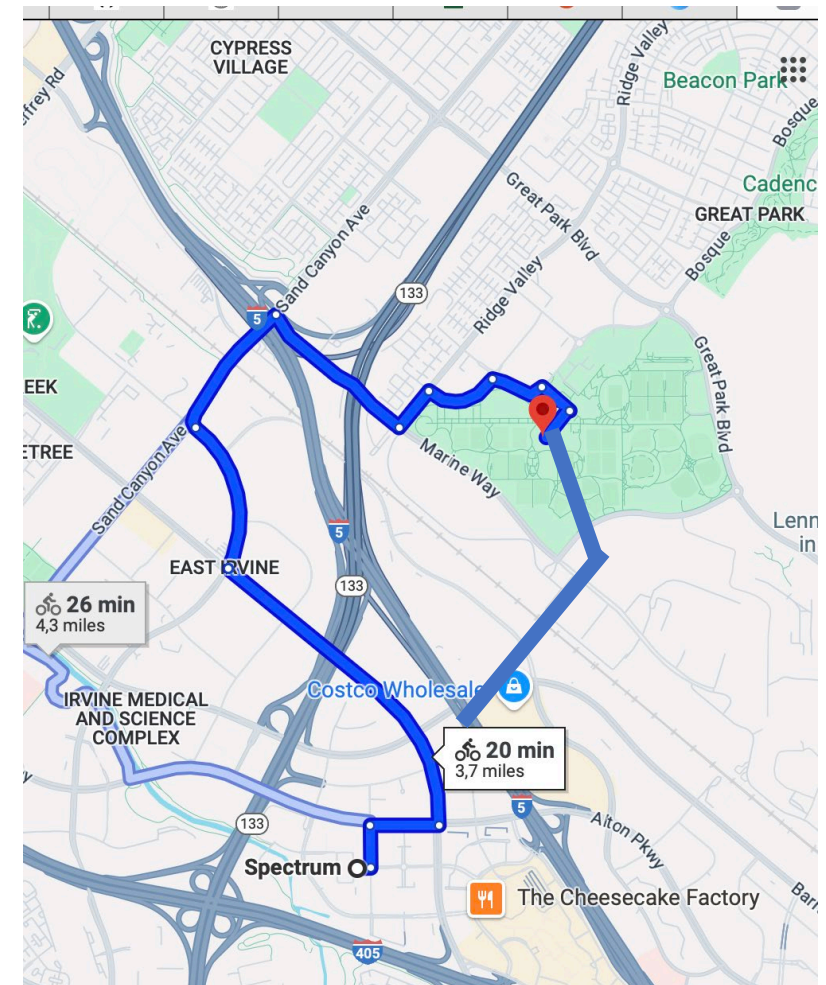 CYPRESS
VILLAGE
Ridge Valley
Beacon Park
Bosque
Great Park Blvd
Cadenc
GREAT PARK
Bosque
Sand Canyon Ave
133
Ridge Valley
5
Great Park Blvd
EEK
ETREE
Sand Canyon Ave
Marine Way
5
Lenn
in
EAST IRVINE
133
26 min
4,3 miles
Costco Wholesale
IRVINE MEDICAL
AND SCIENCE
COMPLEX
20 min
3,7 miles
5
133
Alton Pkwy
Spectrum
The Cheesecake Factory
405